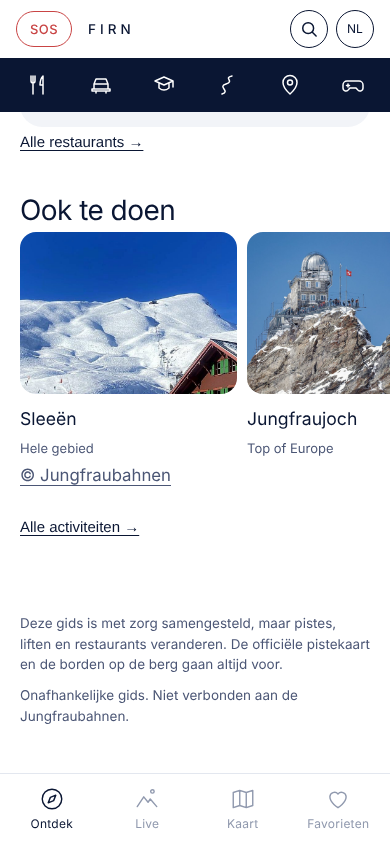 SOS
FIRN
NL
Alle restaurants →
Ook te doen
Sleeën
Jungfraujoch
Hele gebied
Top of Europe
© Jungfraubahnen
Alle activiteiten →
Deze gids is met zorg samengesteld, maar pistes,
liften en restaurants veranderen. De officiële pistekaart
en de borden op de berg gaan altijd voor.
Onafhankelijke gids. Niet verbonden aan de
Jungfraubahnen.
Ontdek
Live
Kaart
Favorieten